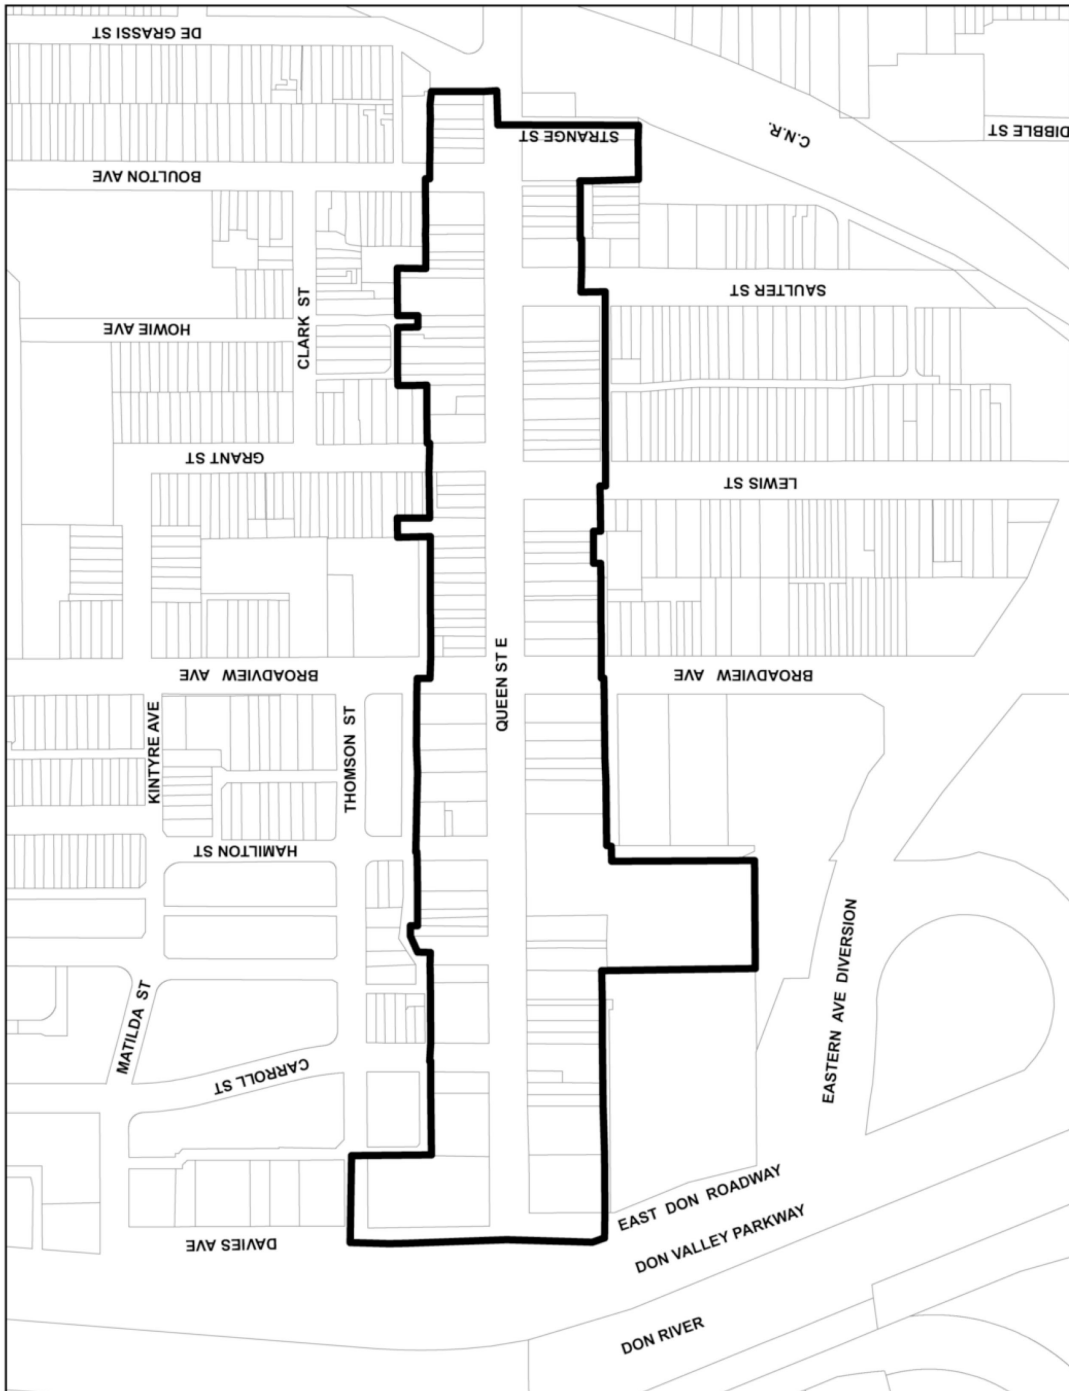 DE GRASSI ST
STRANGE ST
C.N.R.
DIBBLE ST
BOULTON AVE
SAULTER ST
HOWIE AVE
CLARK ST
GRANT ST
LEWIS ST
BROADVIEW AVE
QUEEN ST E
BROADVIEW AVE
KINTYRE AVE
THOMSON ST
HAMILTON ST
EASTERN AVE DIVERSION
MATILDA ST
CARROLL ST
EAST DON ROADWAY
DAVIES AVE
DON VALLEY PARKWAY
DON RIVER